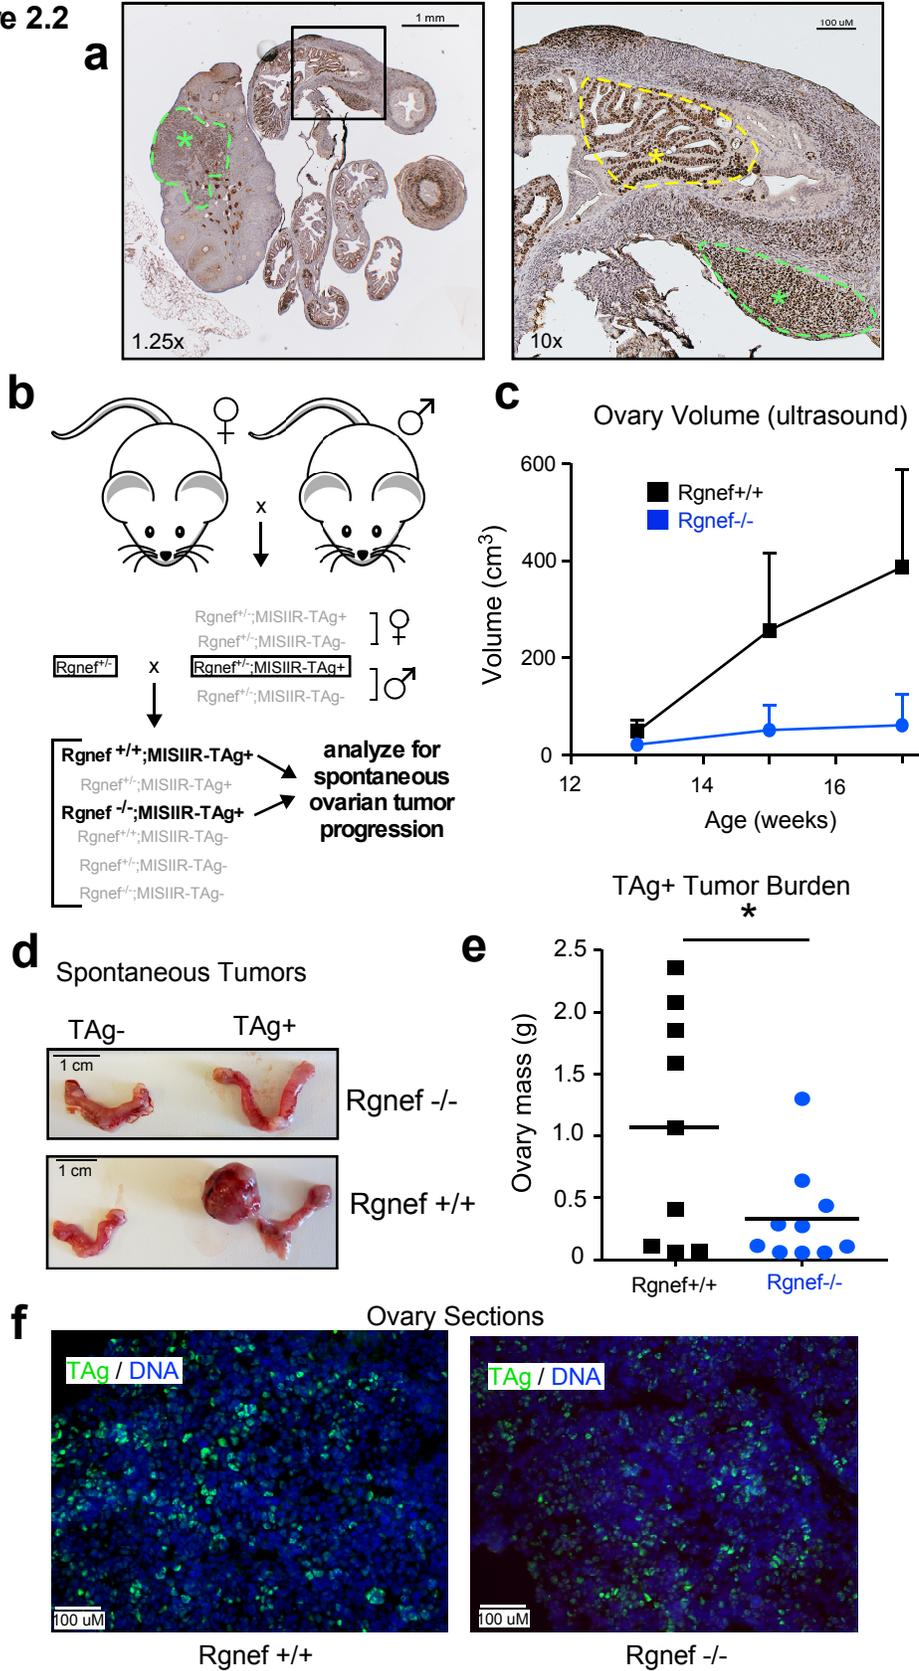 e 2.2
a
1 mm
*
1.25x
100 uM
*
*
10x
b
♀
♂
x
Rgnef+/-;MISIIR-TAg+
Rgnef+/-;MISIIR-TAg-
♀
Rgnef+/-
x
Rgnef+/-;MISIIR-TAg+
Rgnef+/-;MISIIR-TAg-
♂
Rgnef +/+;MISIIR-TAg+
Rgnef+/-;MISIIR-TAg+
Rgnef -/-;MISIIR-TAg+
Rgnef+/+;MISIIR-TAg-
Rgnef+/-;MISIIR-TAg-
Rgnef-/-;MISIIR-TAg-
analyze for
spontaneous
ovarian tumor
progression
c
Ovary Volume (ultrasound)
Volume (cm3)
600
400
200
0
Rgnef+/+
Rgnef-/-
12
14
16
Age (weeks)
d
Spontaneous Tumors
TAg-
TAg+
1 cm
Rgnef -/-
1 cm
Rgnef +/+
e
TAg+ Tumor Burden
*
Ovary mass (g)
2.5
2.0
1.5
1.0
0.5
0
Rgnef+/+
Rgnef-/-
f
Ovary Sections
TAg / DNA
100 uM
Rgnef +/+
TAg / DNA
100 uM
Rgnef -/-